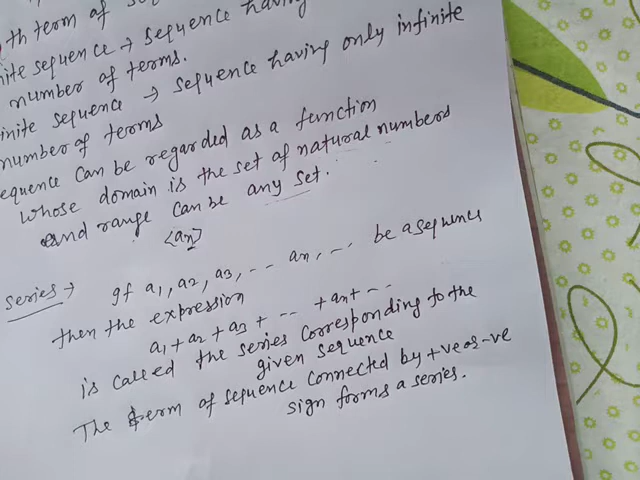 th term of
nite sequence → sequence having
number of terms.
inite sequence → sequence having only infinite
number of terms
equence can be regarded as a function
whose domain is the set of natural numbers
and range can be any set.
<an>
series → If a1, a2, a3, -- an, -- be a sequence
then the expression
a1 + a2 + a3 + -- + an + --
is called the series corresponding to the
given sequence
The term of sequence connected by +ve or -ve
sign forms a series.